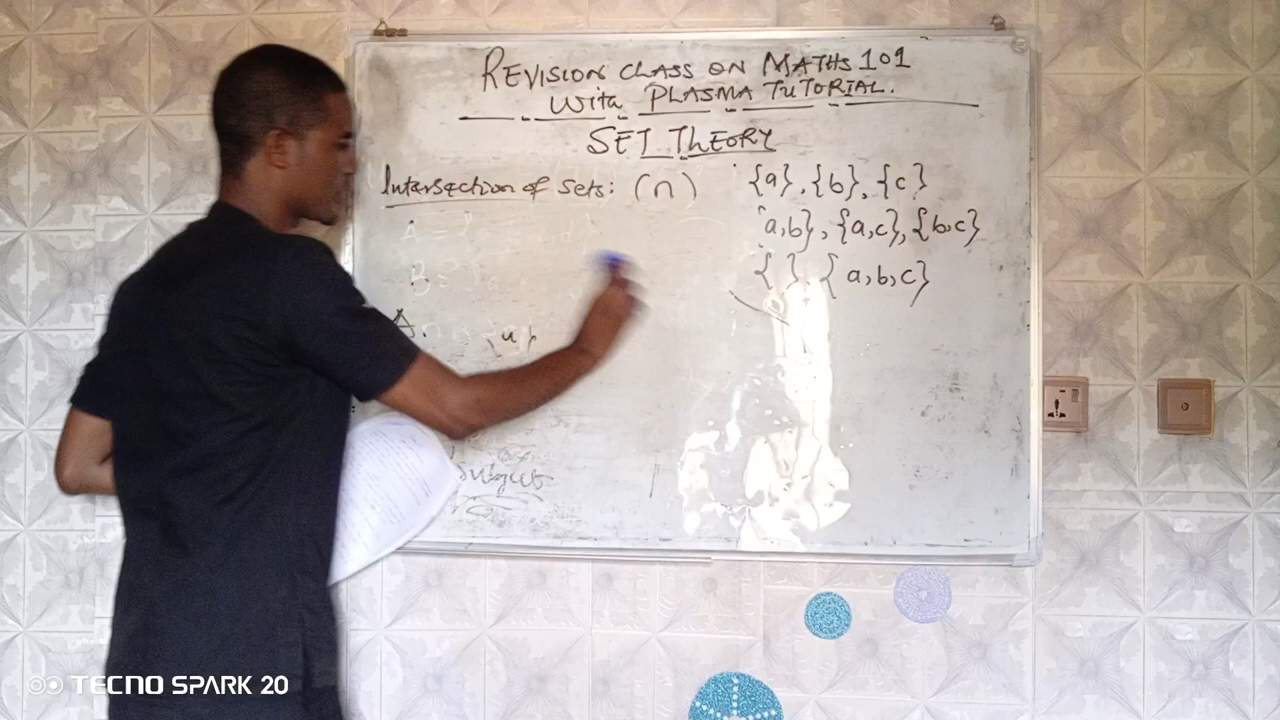 REVISION CLASS ON MATHS 101
With PLASMA TUTORIAL.
SET THEORY
Intersection of sets: (∩)
A = {
B = {
A
{a}, {b}, {c}
{a,b}, {a,c}, {b,c}
{ } { a,b,c}
TECNO SPARK 20